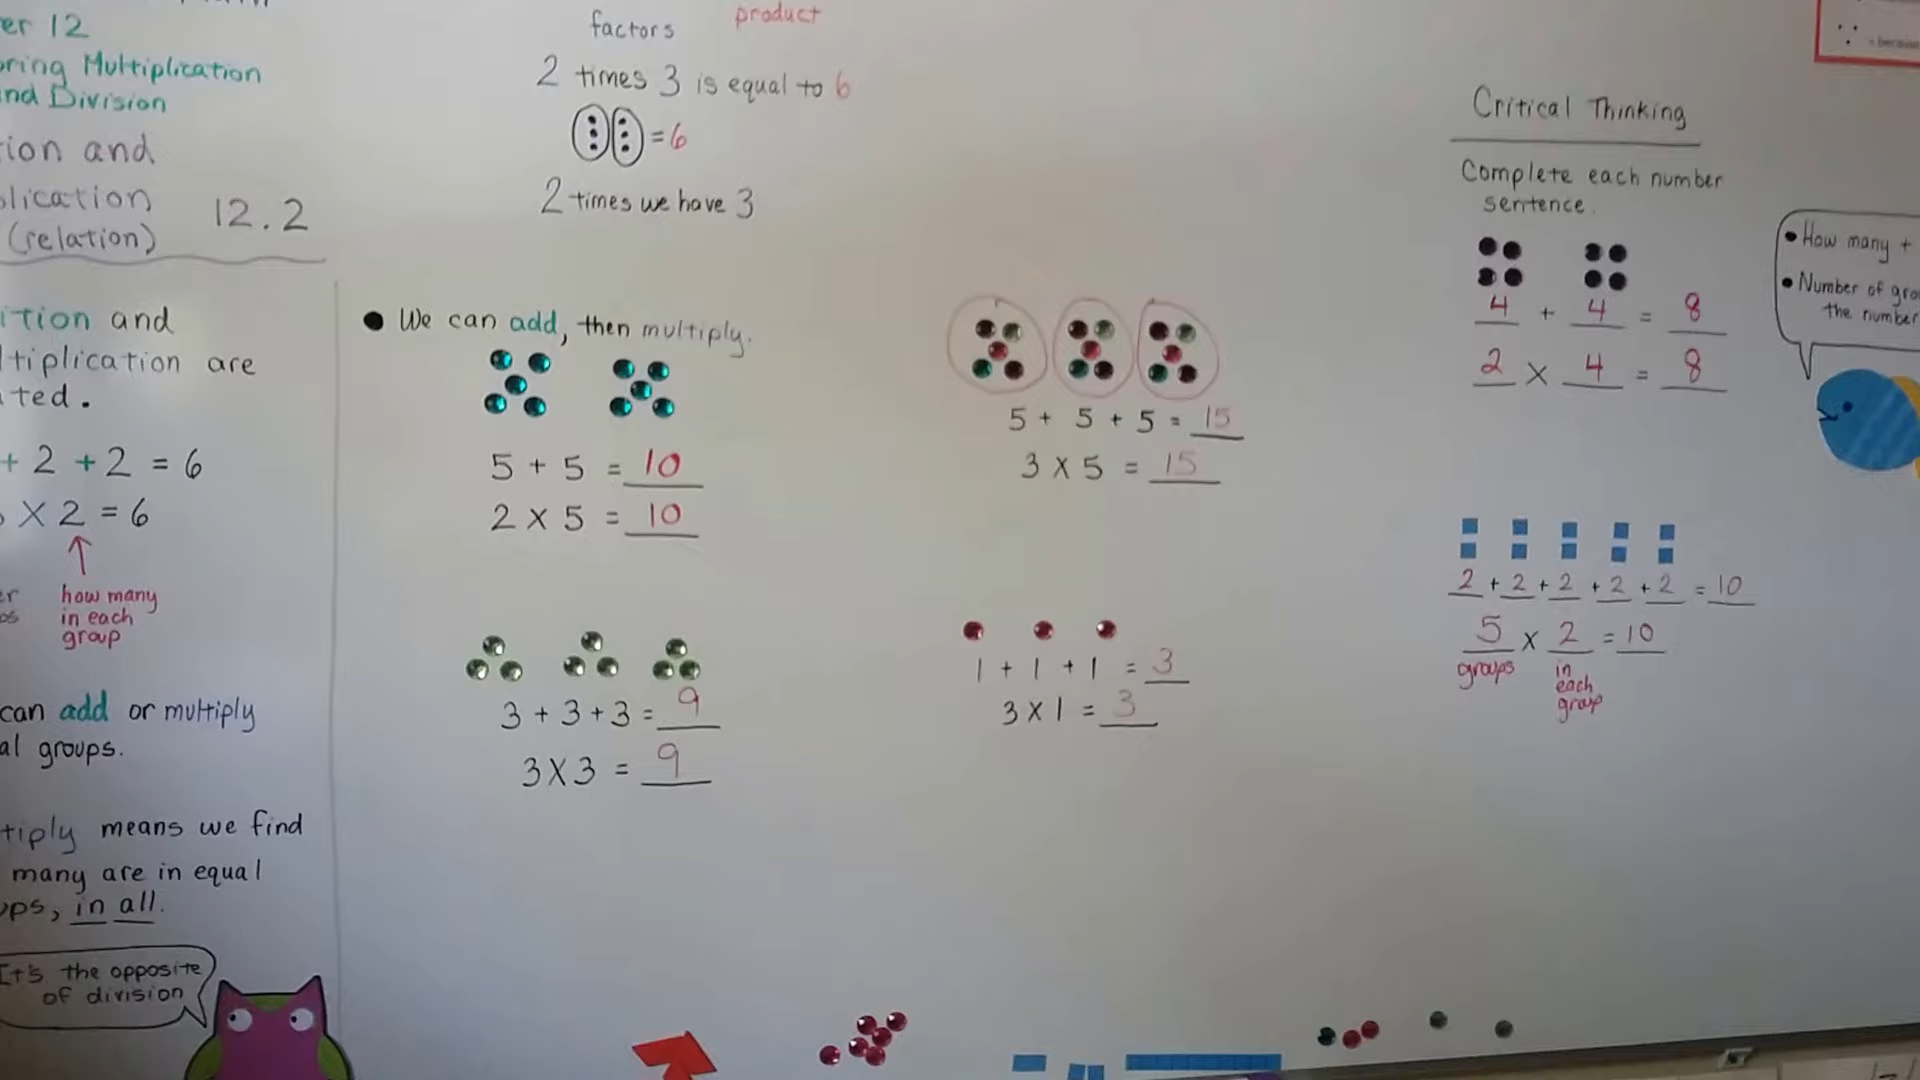 er 12
oring Multiplication
nd Division
tion and
plication
(relation)
12.2
ition and
ltiplication are
ted.
+ 2 + 2 = 6
X 2 = 6
er
ps
how many
in each
group
can add or multiply
al groups.
tiply means we find
many are in equal
ps, in all.
It's the opposite
of division
factors product
2 times 3 is equal to 6
= 6
2 times we have 3
We can add, then multiply.
5 + 5 = 10
2 X 5 = 10
3 + 3 + 3 = 9
3 X 3 = 9
5 + 5 + 5 = 15
3 X 5 = 15
1 + 1 + 1 = 3
3 X 1 = 3
Critical Thinking
Complete each number
sentence.
4 + 4 = 8
2 X 4 = 8
2 + 2 + 2 + 2 + 2 = 10
5 X 2 = 10
groups
in
each
group
How many +
Number of gro
the number